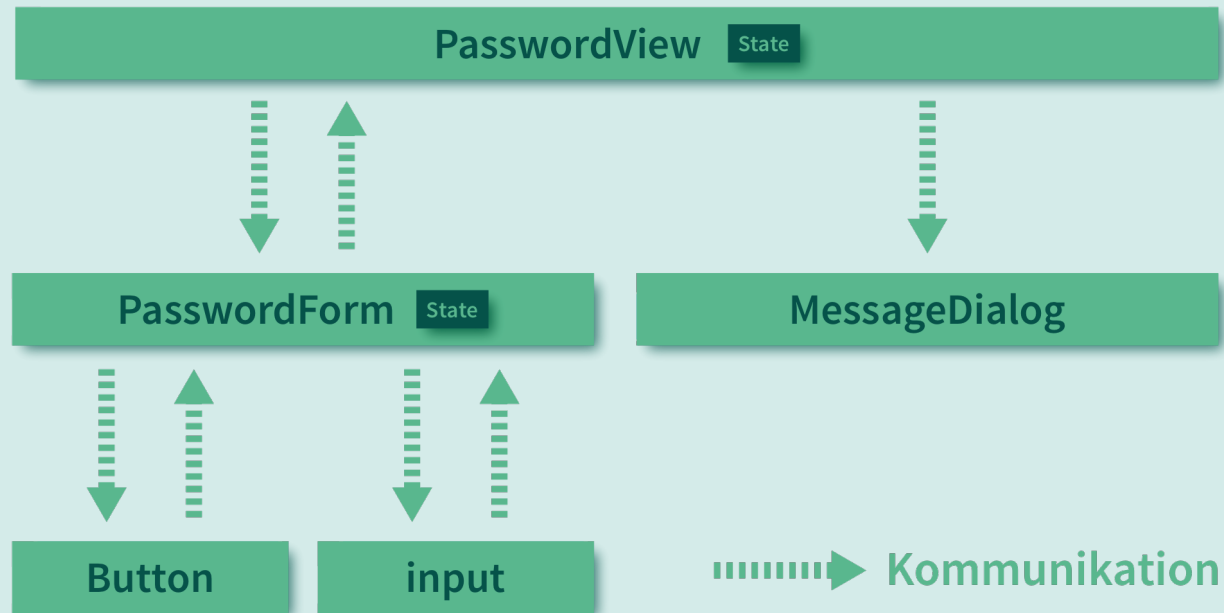 PasswordView State
PasswordForm State
MessageDialog
Button
input
Kommunikation